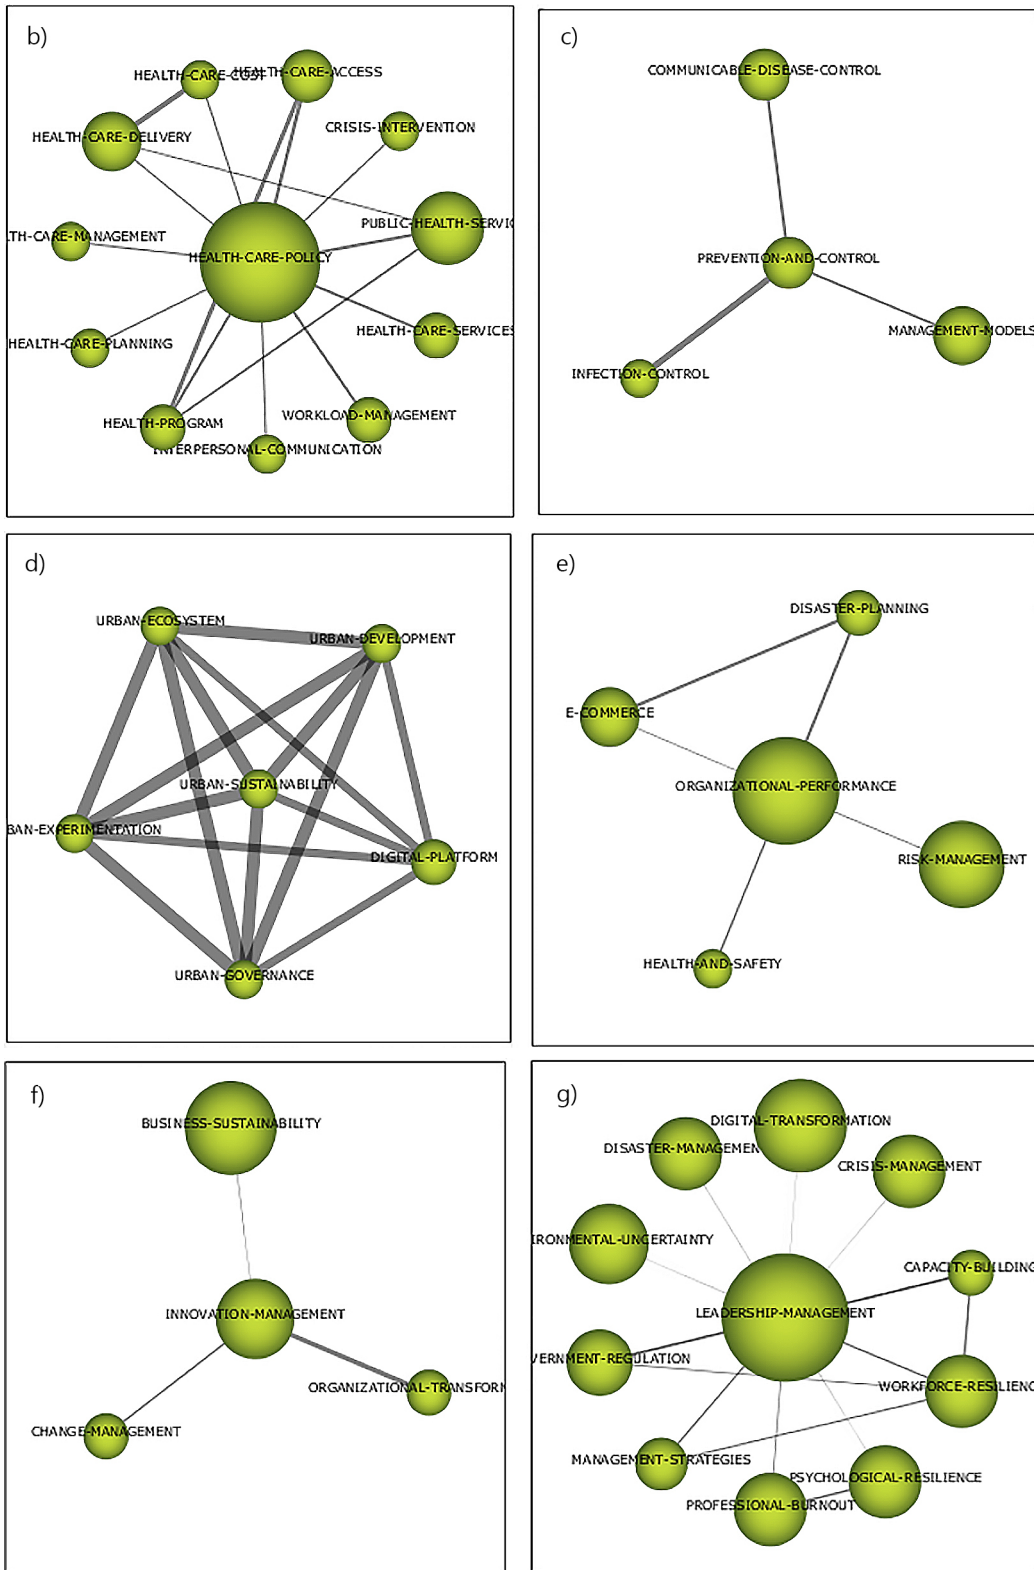 b)
HEALTH-CARE-COST
HEALTH-CARE-ACCESS
CRISIS-INTERVENTION
HEALTH-CARE-DELIVERY
PUBLIC-HEALTH-SERVIC
LTH-CARE-MANAGEMENT
HEALTH-CARE-POLICY
HEALTH-CARE-SERVICES
HEALTH-CARE-PLANNING
HEALTH-PROGRAM
WORKLOAD-MANAGEMENT
INTERPERSONAL-COMMUNICATION
c)
COMMUNICABLE-DISEASE-CONTROL
PREVENTION-AND-CONTROL
MANAGEMENT-MODELS
INFECTION-CONTROL
d)
URBAN-ECOSYSTEM
URBAN-DEVELOPMENT
URBAN-SUSTAINABILITY
BAN-EXPERIMENTATION
DIGITAL-PLATFORM
URBAN-GOVERNANCE
e)
DISASTER-PLANNING
E-COMMERCE
ORGANIZATIONAL-PERFORMANCE
RISK-MANAGEMENT
HEALTH-AND-SAFETY
f)
BUSINESS-SUSTAINABILITY
INNOVATION-MANAGEMENT
ORGANIZATIONAL-TRANSFORM
CHANGE-MANAGEMENT
g)
DIGITAL-TRANSFORMATION
DISASTER-MANAGEMEN
CRISIS-MANAGEMENT
IRONMENTAL-UNCERTAINTY
CAPACITY-BUILDING
LEADERSHIP-MANAGEMENT
VERNMENT-REGULATION
WORKFORCE-RESILIENC
MANAGEMENT-STRATEGIES
PSYCHOLOGICAL-RESILIENCE
PROFESSIONAL-BURNOUT